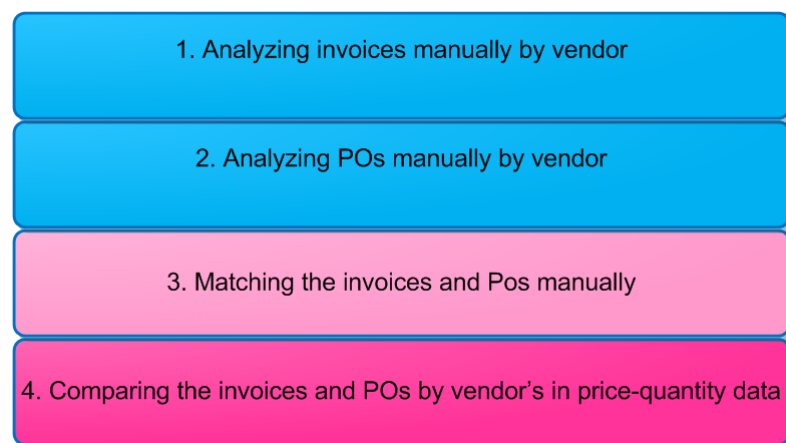 1. Analyzing invoices manually by vendor
2. Analyzing POs manually by vendor
3. Matching the invoices and Pos manually
4. Comparing the invoices and POs by vendor’s in price-quantity data